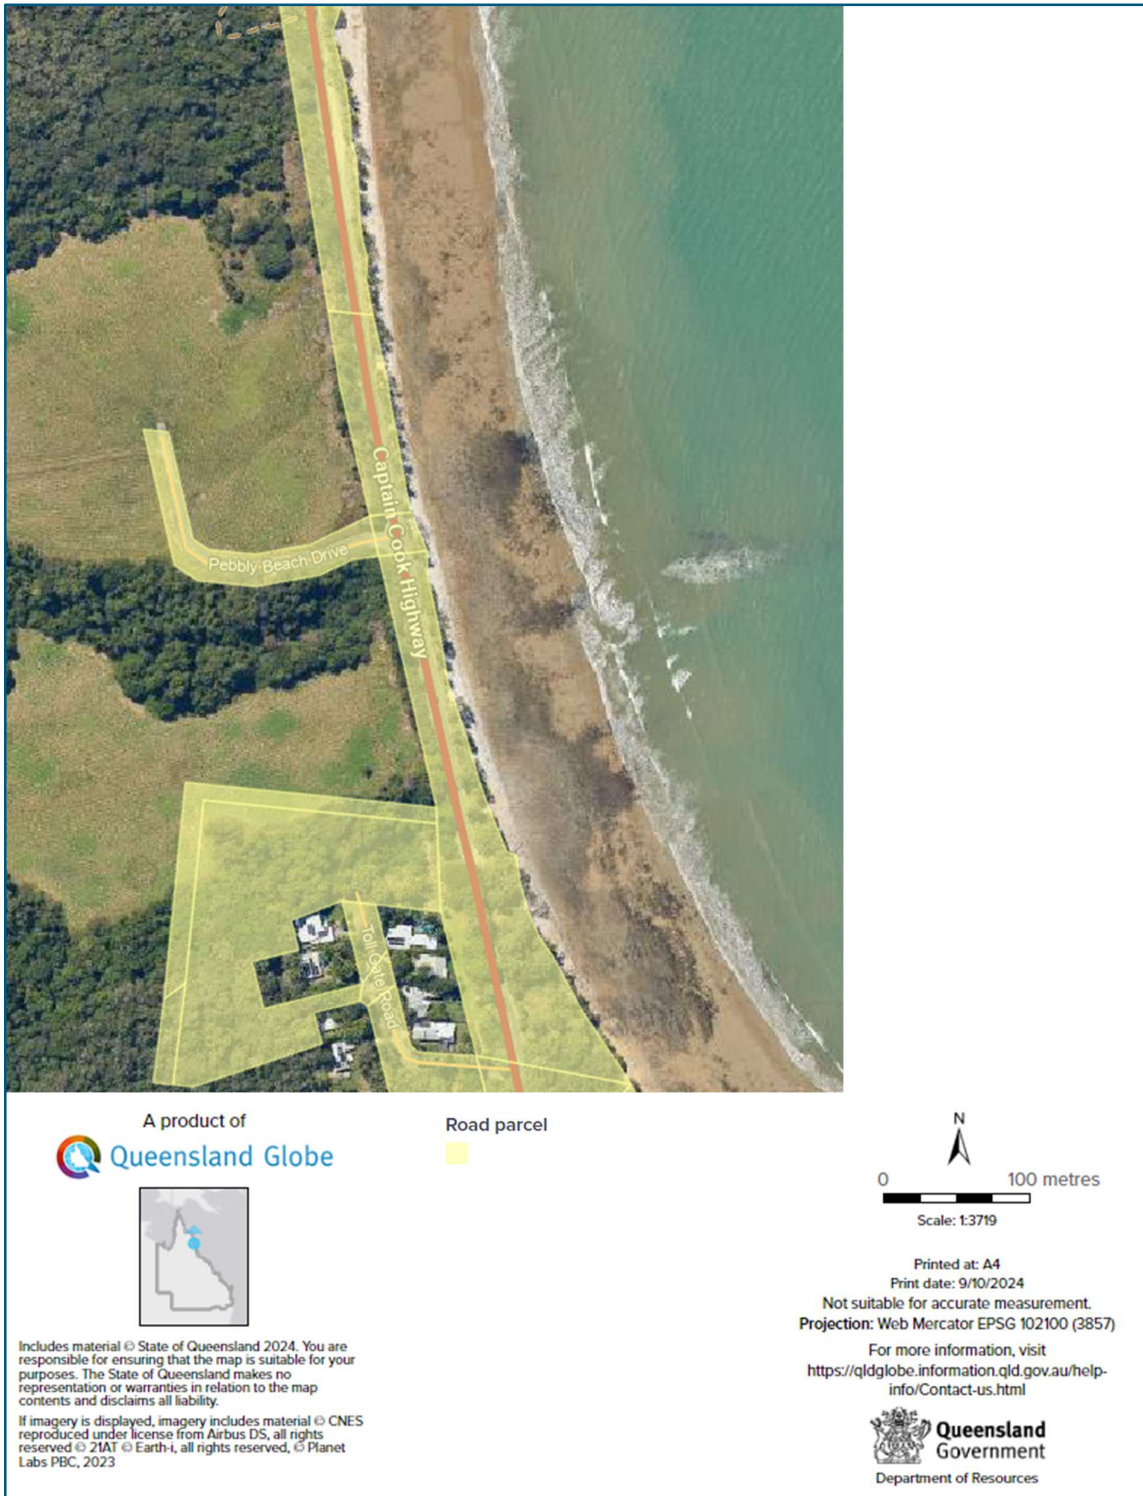 Captain Cook Highway
Pebbly Beach Drive
Toll Gate Road
A product of
Queensland Globe
Includes material © State of Queensland 2024. You are
responsible for ensuring that the map is suitable for your
purposes. The State of Queensland makes no
representation or warranties in relation to the map
contents and disclaims all liability.
If imagery is displayed, imagery includes material © CNES
reproduced under license from Airbus DS, all rights
reserved © 21AT © Earth-i, all rights reserved, © Planet
Labs PBC, 2023
Road parcel
N
0 100 metres
Scale: 1:3719
Printed at: A4
Print date: 9/10/2024
Not suitable for accurate measurement.
Projection: Web Mercator EPSG 102100 (3857)
For more information, visit
https://qldglobe.information.qld.gov.au/help-
info/Contact-us.html
Queensland
Government
Department of Resources